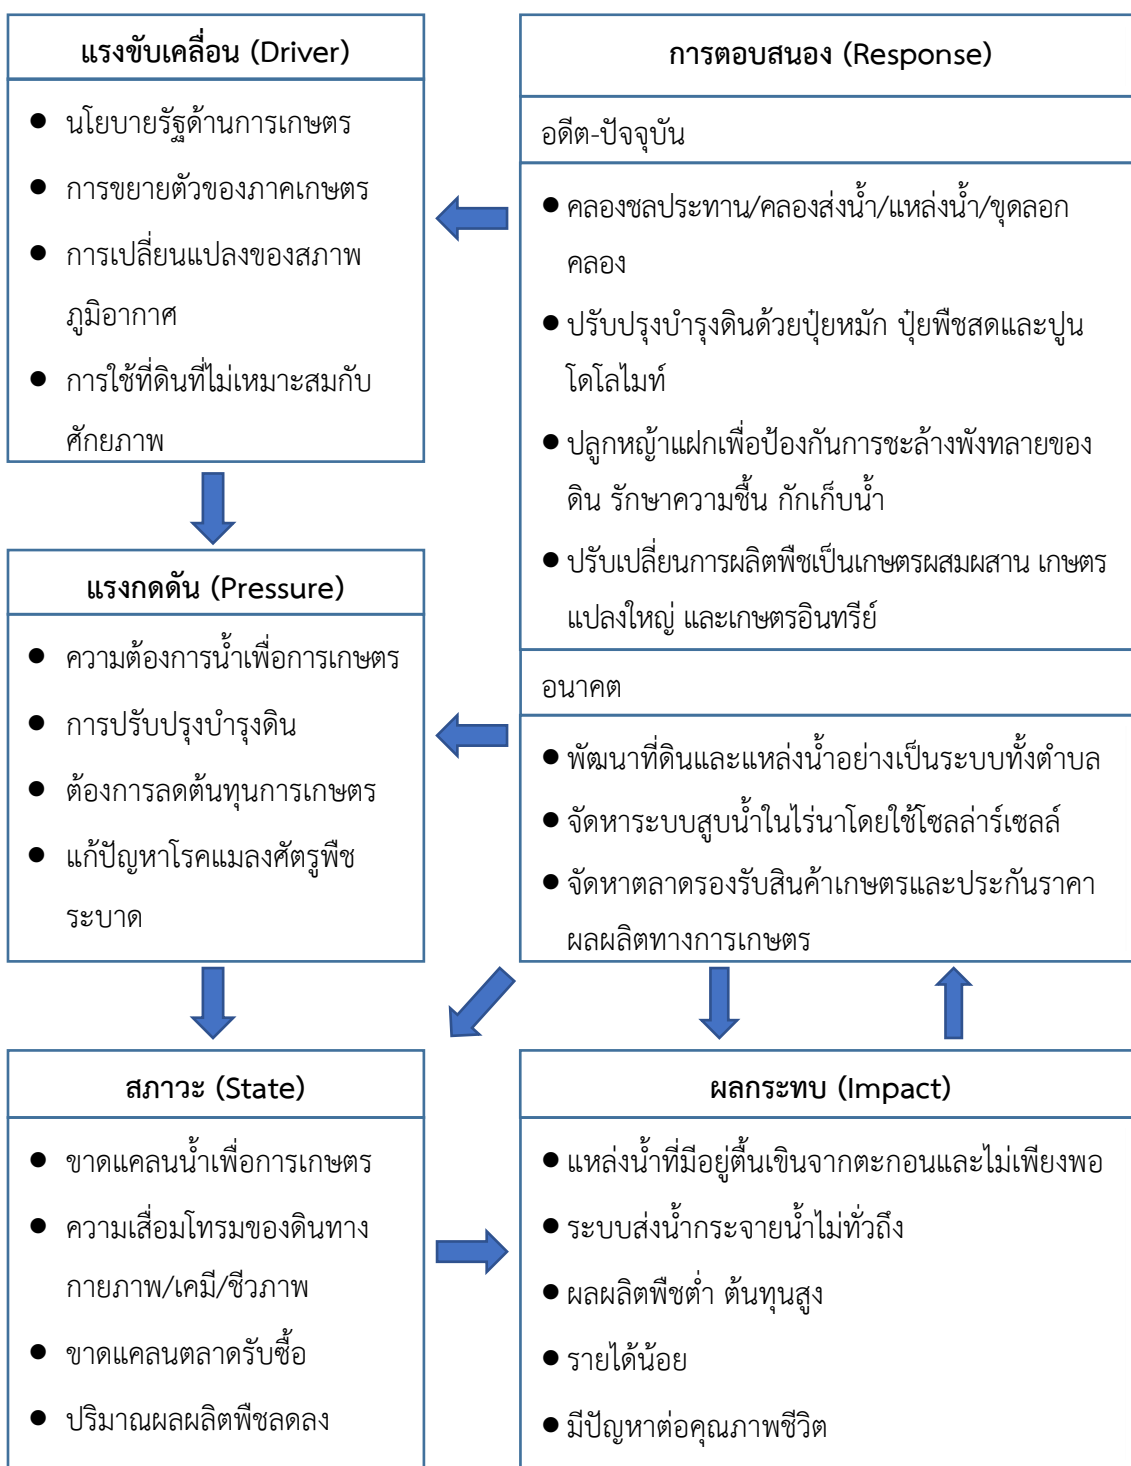 แรงขับเคลื่อน (Driver)
● นโยบายรัฐด้านการเกษตร
● การขยายตัวของภาคเกษตร
● การเปลี่ยนแปลงของสภาพ
ภูมิอากาศ
● การใช้ที่ดินที่ไม่เหมาะสมกับ
ศักยภาพ
แรงกดดัน (Pressure)
● ความต้องการน้ำเพื่อการเกษตร
● การปรับปรุงบำรุงดิน
● ต้องการลดต้นทุนการเกษตร
● แก้ปัญหาโรคแมลงศัตรูพืช
ระบาด
สภาวะ (State)
● ขาดแคลนน้ำเพื่อการเกษตร
● ความเสื่อมโทรมของดินทาง
กายภาพ/เคมี/ชีวภาพ
● ขาดแคลนตลาดรับซื้อ
● ปริมาณผลผลิตพืชลดลง
การตอบสนอง (Response)
อดีต-ปัจจุบัน
● คลองชลประทาน/คลองส่งน้ำ/แหล่งน้ำ/ขุดลอก
คลอง
● ปรับปรุงบำรุงดินด้วยปุ๋ยหมัก ปุ๋ยพืชสดและปูน
โดโลไมท์
● ปลูกหญ้าแฝกเพื่อป้องกันการชะล้างพังทลายของ
ดิน รักษาความชื้น กักเก็บน้ำ
● ปรับเปลี่ยนการผลิตพืชเป็นเกษตรผสมผสาน เกษตร
แปลงใหญ่ และเกษตรอินทรีย์
อนาคต
● พัฒนาที่ดินและแหล่งน้ำอย่างเป็นระบบทั้งตำบล
● จัดหาระบบสูบน้ำในไร่นาโดยใช้โซลล่าร์เซลล์
● จัดหาตลาดรองรับสินค้าเกษตรและประกันราคา
ผลผลิตทางการเกษตร
ผลกระทบ (Impact)
● แหล่งน้ำที่มีอยู่ตื้นเขินจากตะกอนและไม่เพียงพอ
● ระบบส่งน้ำกระจายน้ำไม่ทั่วถึง
● ผลผลิตพืชต่ำ ต้นทุนสูง
● รายได้น้อย
● มีปัญหาต่อคุณภาพชีวิต